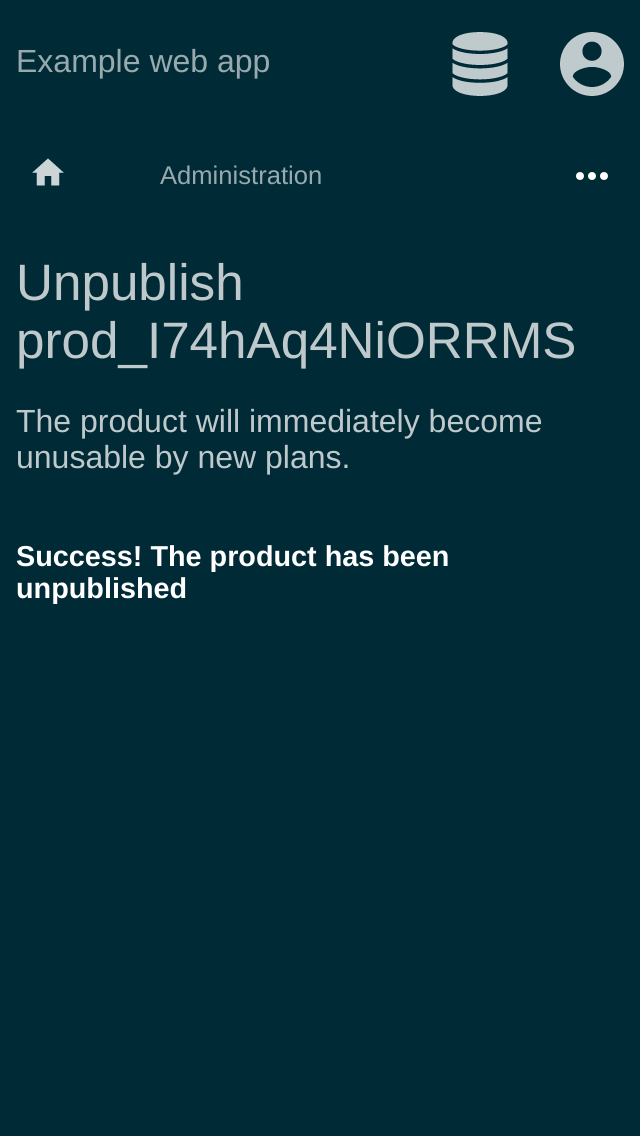 Example web app
Administration
Unpublish
prod_I74hAq4NiORRMS
The product will immediately become
unusable by new plans.
Success! The product has been
unpublished